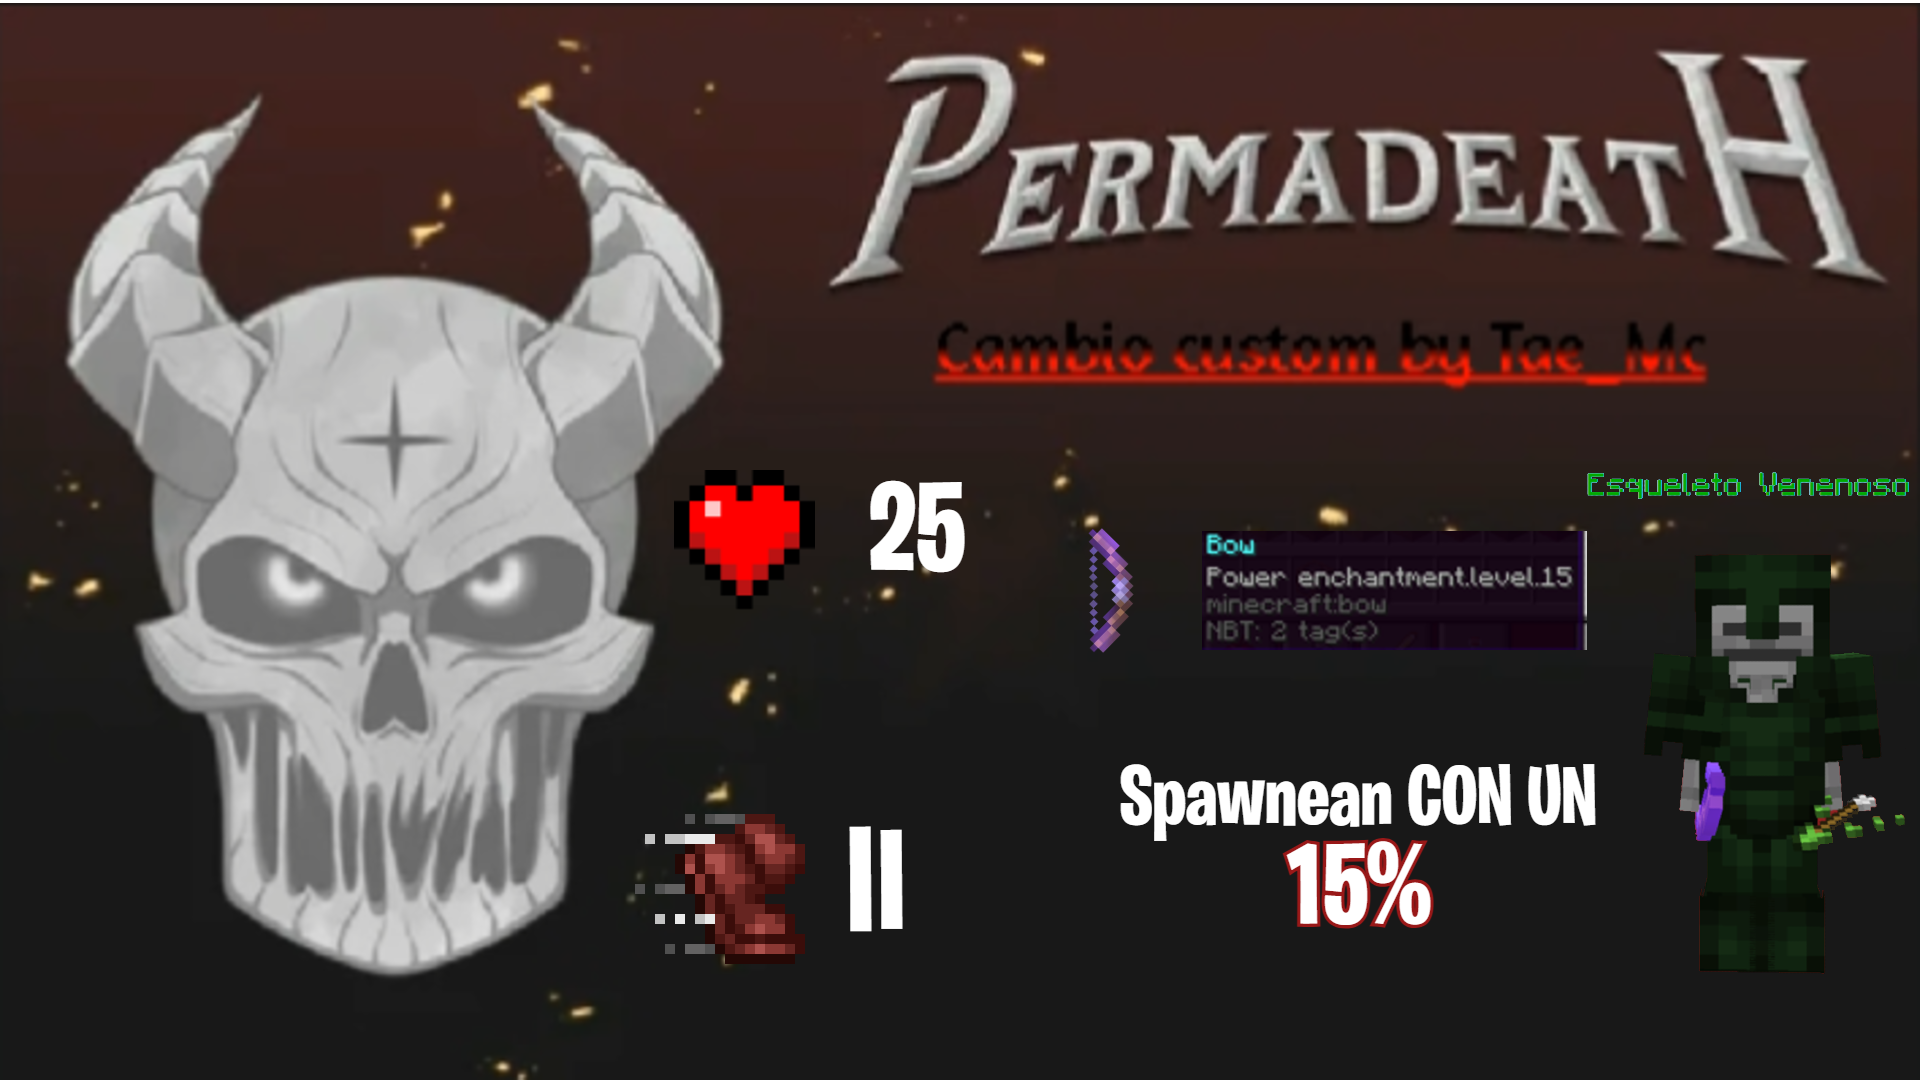 PERMADEATH
Cambio custom by Tae_Mc
25
Esqueleto Venenoso
Bow
Power enchantment.level.15
minecraft:bow
NBT: 2 tag(s)
Spawnean CON UN
15%
II